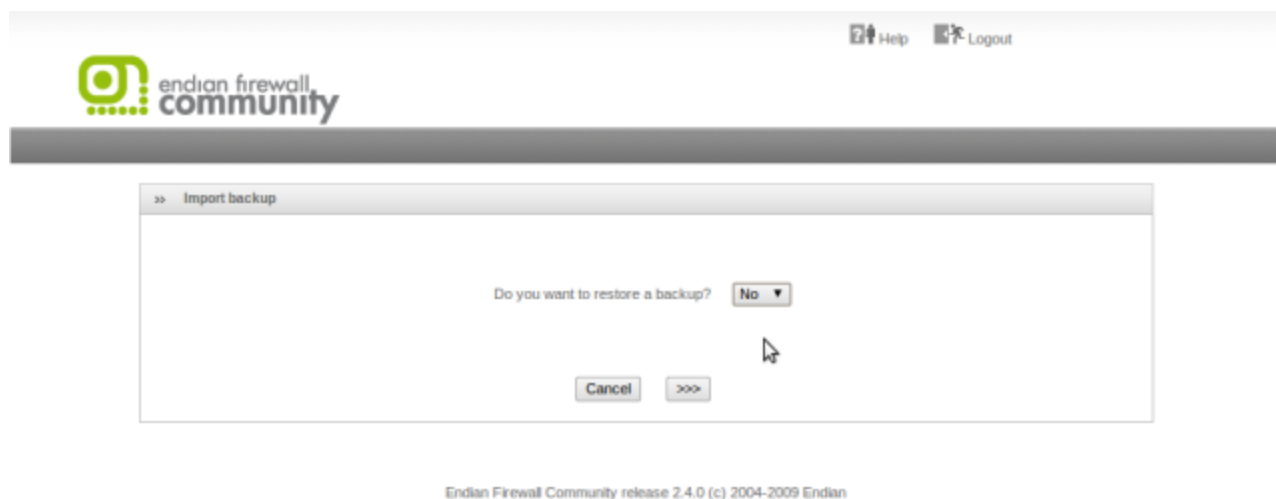 Help Logout
endian firewall
community
>> Import backup
Do you want to restore a backup? No ▼
Cancel >>>
Endian Firewall Community release 2.4.0 (c) 2004-2009 Endian